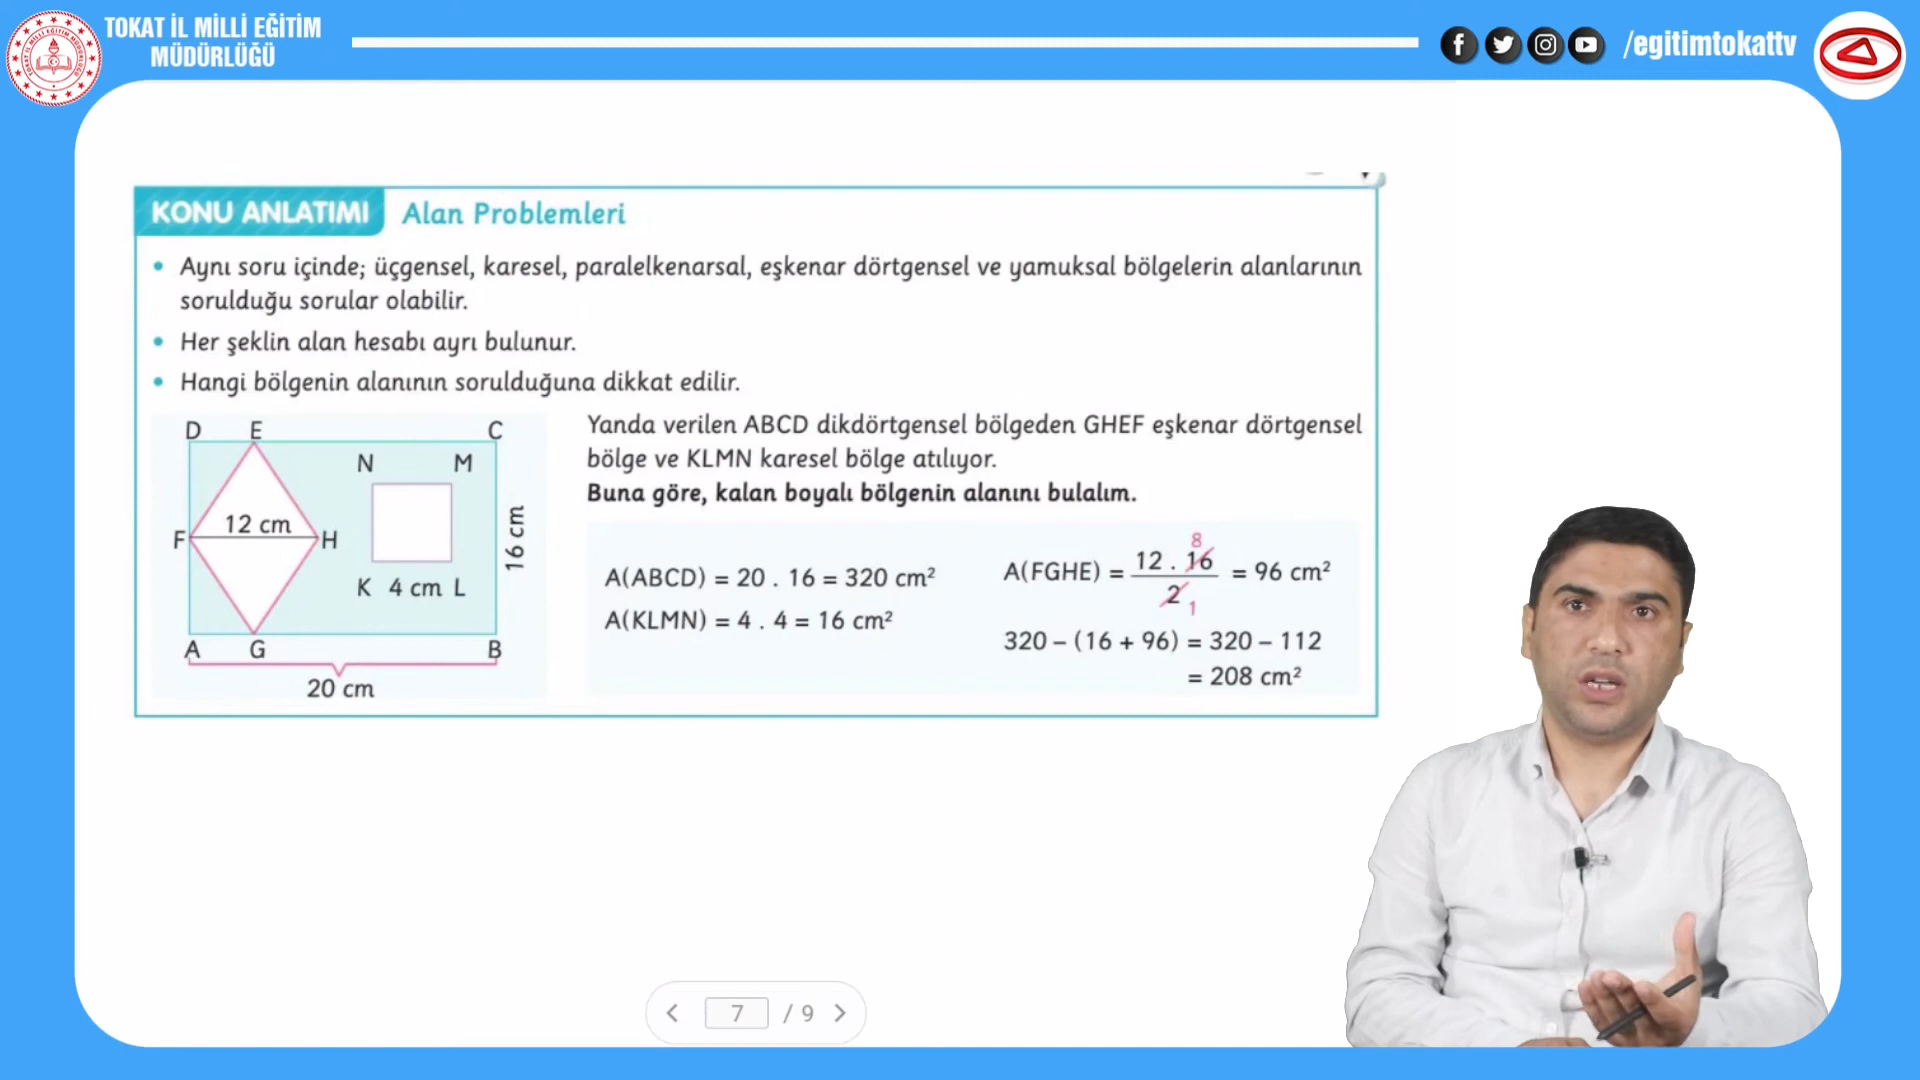 TOKAT İL MİLLİ EĞİTİM
MÜDÜRLÜĞÜ
/egitimtokattv
KONU ANLATIMI
Alan Problemleri
• Aynı soru içinde; üçgensel, karesel, paralelkenarsal, eşkenar dörtgensel ve yamuksal bölgelerin alanlarının
sorulduğu sorular olabilir.
• Her şeklin alan hesabı ayrı bulunur.
• Hangi bölgenin alanının sorulduğuna dikkat edilir.
D E C
N M
12 cm
F H
16 cm
K 4 cm L
A G B
20 cm
Yanda verilen ABCD dikdörtgensel bölgeden GHEF eşkenar dörtgensel
bölge ve KLMN karesel bölge atılıyor.
Buna göre, kalan boyalı bölgenin alanını bulalım.
A(ABCD) = 20 . 16 = 320 cm²
A(KLMN) = 4 . 4 = 16 cm²
8
A(FGHE) = 12 . 16 / 2 = 96 cm²
1
320 – (16 + 96) = 320 – 112
= 208 cm²
< 7 / 9 >